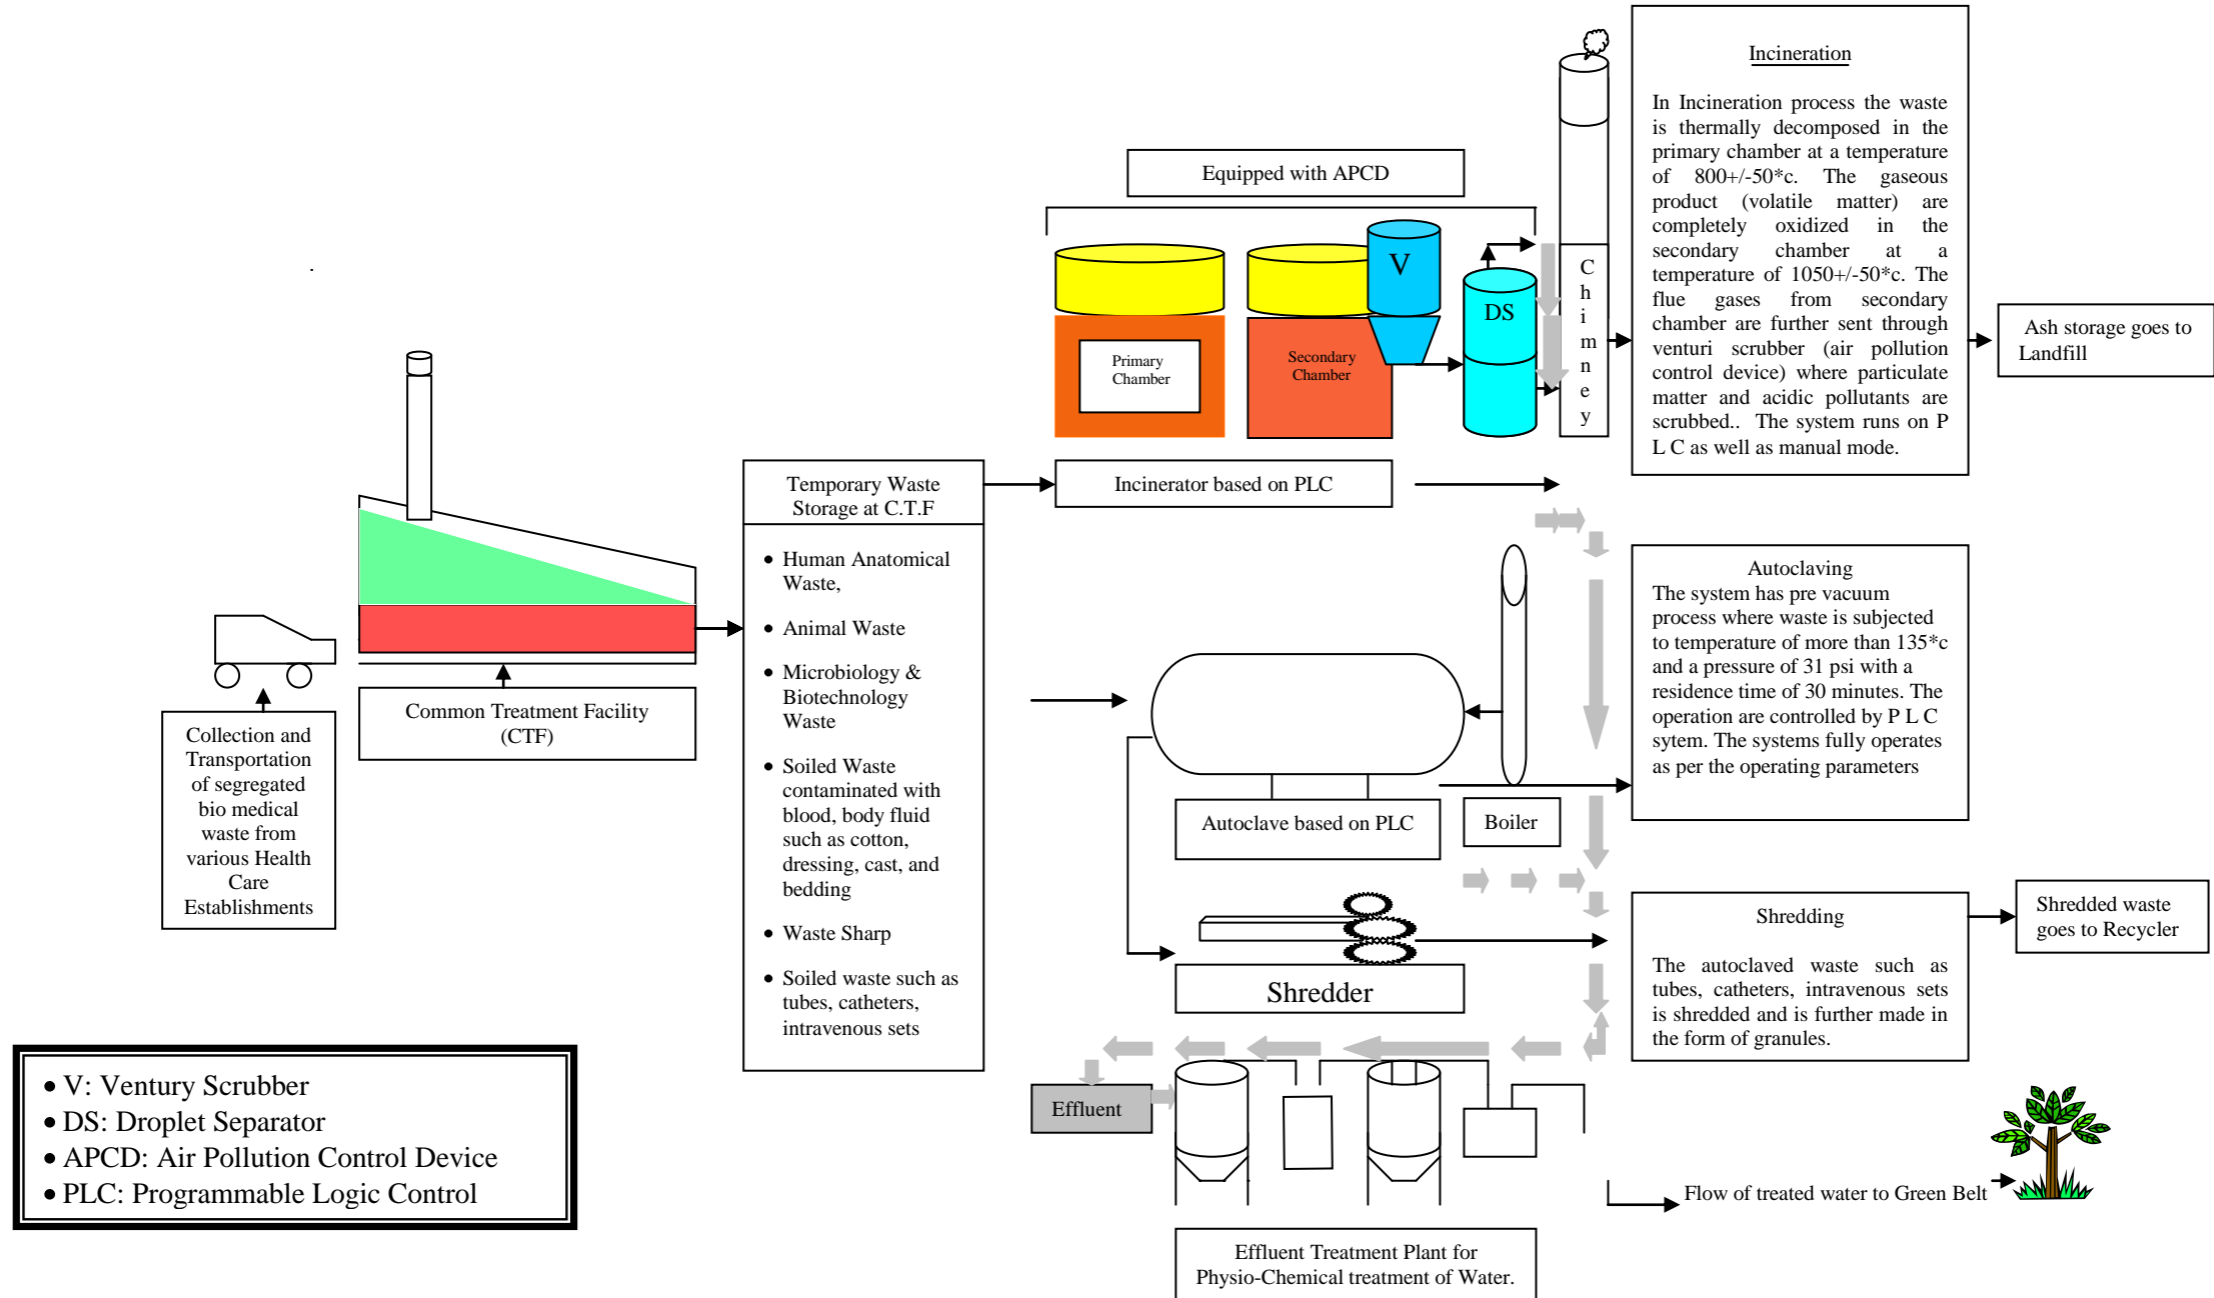 Incineration
In Incineration process the waste
is thermally decomposed in the
primary chamber at a temperature
of 800+/-50*c. The gaseous
product (volatile matter) are
completely oxidized in the
secondary chamber at a
temperature of 1050+/-50*c. The
flue gases from secondary
chamber are further sent through
venturi scrubber (air pollution
control device) where particulate
matter and acidic pollutants are
scrubbed.. The system runs on P
L C as well as manual mode.
Equipped with APCD
V
DS
Chimney
Primary
Chamber
Secondary
Chamber
Ash storage goes to
Landfill
Temporary Waste
Storage at C.T.F
• Human Anatomical
Waste,
• Animal Waste
• Microbiology &
Biotechnology
Waste
• Soiled Waste
contaminated with
blood, body fluid
such as cotton,
dressing, cast, and
bedding
• Waste Sharp
• Soiled waste such as
tubes, catheters,
intravenous sets
Incinerator based on PLC
Common Treatment Facility
(CTF)
Collection and
Transportation
of segregated
bio medical
waste from
various Health
Care
Establishments
Autoclaving
The system has pre vacuum
process where waste is subjected
to temperature of more than 135*c
and a pressure of 31 psi with a
residence time of 30 minutes. The
operation are controlled by P L C
sytem. The systems fully operates
as per the operating parameters
Autoclave based on PLC
Boiler
Shredding
The autoclaved waste such as
tubes, catheters, intravenous sets
is shredded and is further made in
the form of granules.
Shredded waste
goes to Recycler
Shredder
Effluent
Flow of treated water to Green Belt
Effluent Treatment Plant for
Physio-Chemical treatment of Water.
• V: Ventury Scrubber
• DS: Droplet Separator
• APCD: Air Pollution Control Device
• PLC: Programmable Logic Control